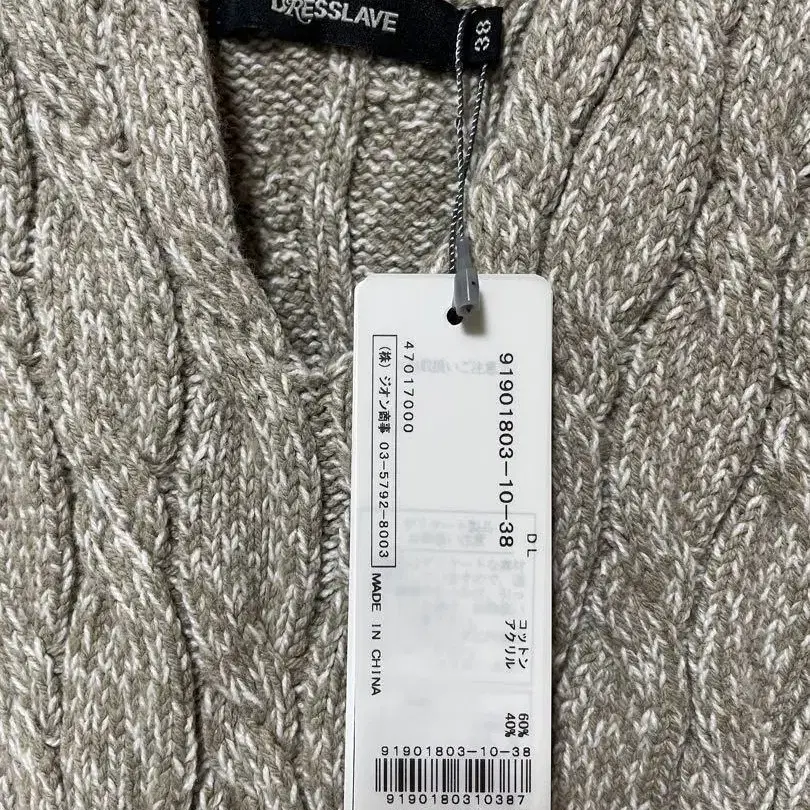 DRESSLAVE
38
91901803-10-38
DL
47017000
(株) ジオン商事 03-5792-8003
MADE IN CHINA
コットン 60%
アクリル 40%
91901803-10-38
9190180310387